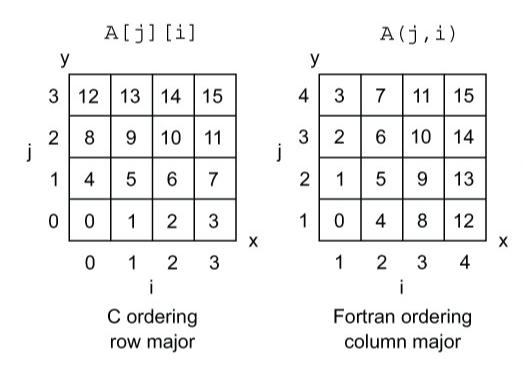 A[j][i]
y
3 12 13 14 15
2 8 9 10 11
j
1 4 5 6 7
0 0 1 2 3
x
0 1 2 3
i
C ordering
row major
A(j,i)
y
4 3 7 11 15
3 2 6 10 14
j
2 1 5 9 13
1 0 4 8 12
x
1 2 3 4
i
Fortran ordering
column major